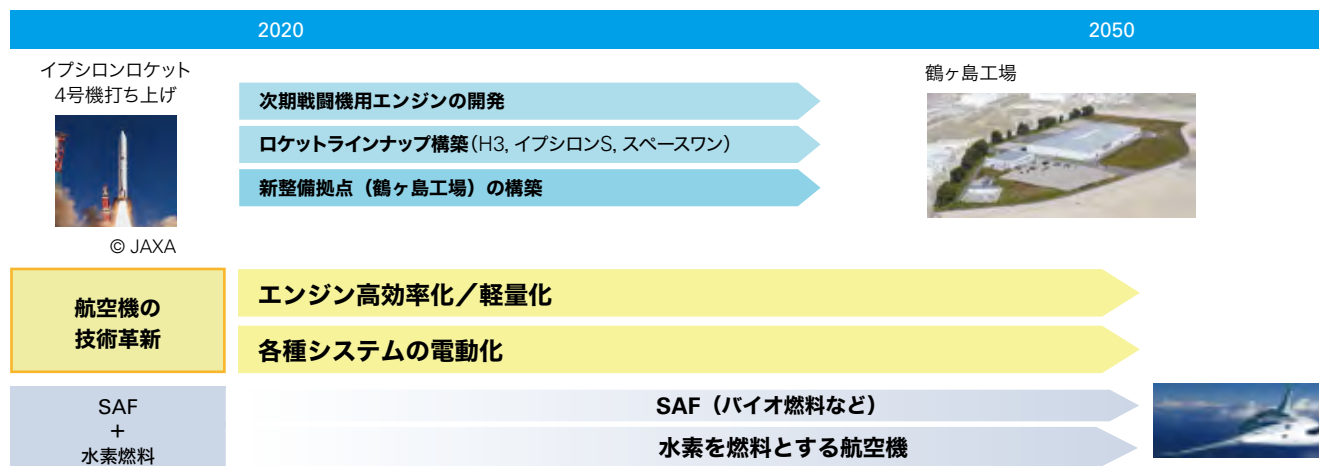 2020
2050
イプシロンロケット
4号機打ち上げ
© JAXA
次期戦闘機用エンジンの開発
ロケットラインナップ構築(H3, イプシロンS, スペースワン)
新整備拠点（鶴ヶ島工場）の構築
鶴ヶ島工場
航空機の
技術革新
エンジン高効率化／軽量化
各種システムの電動化
SAF
+
水素燃料
SAF（バイオ燃料など）
水素を燃料とする航空機